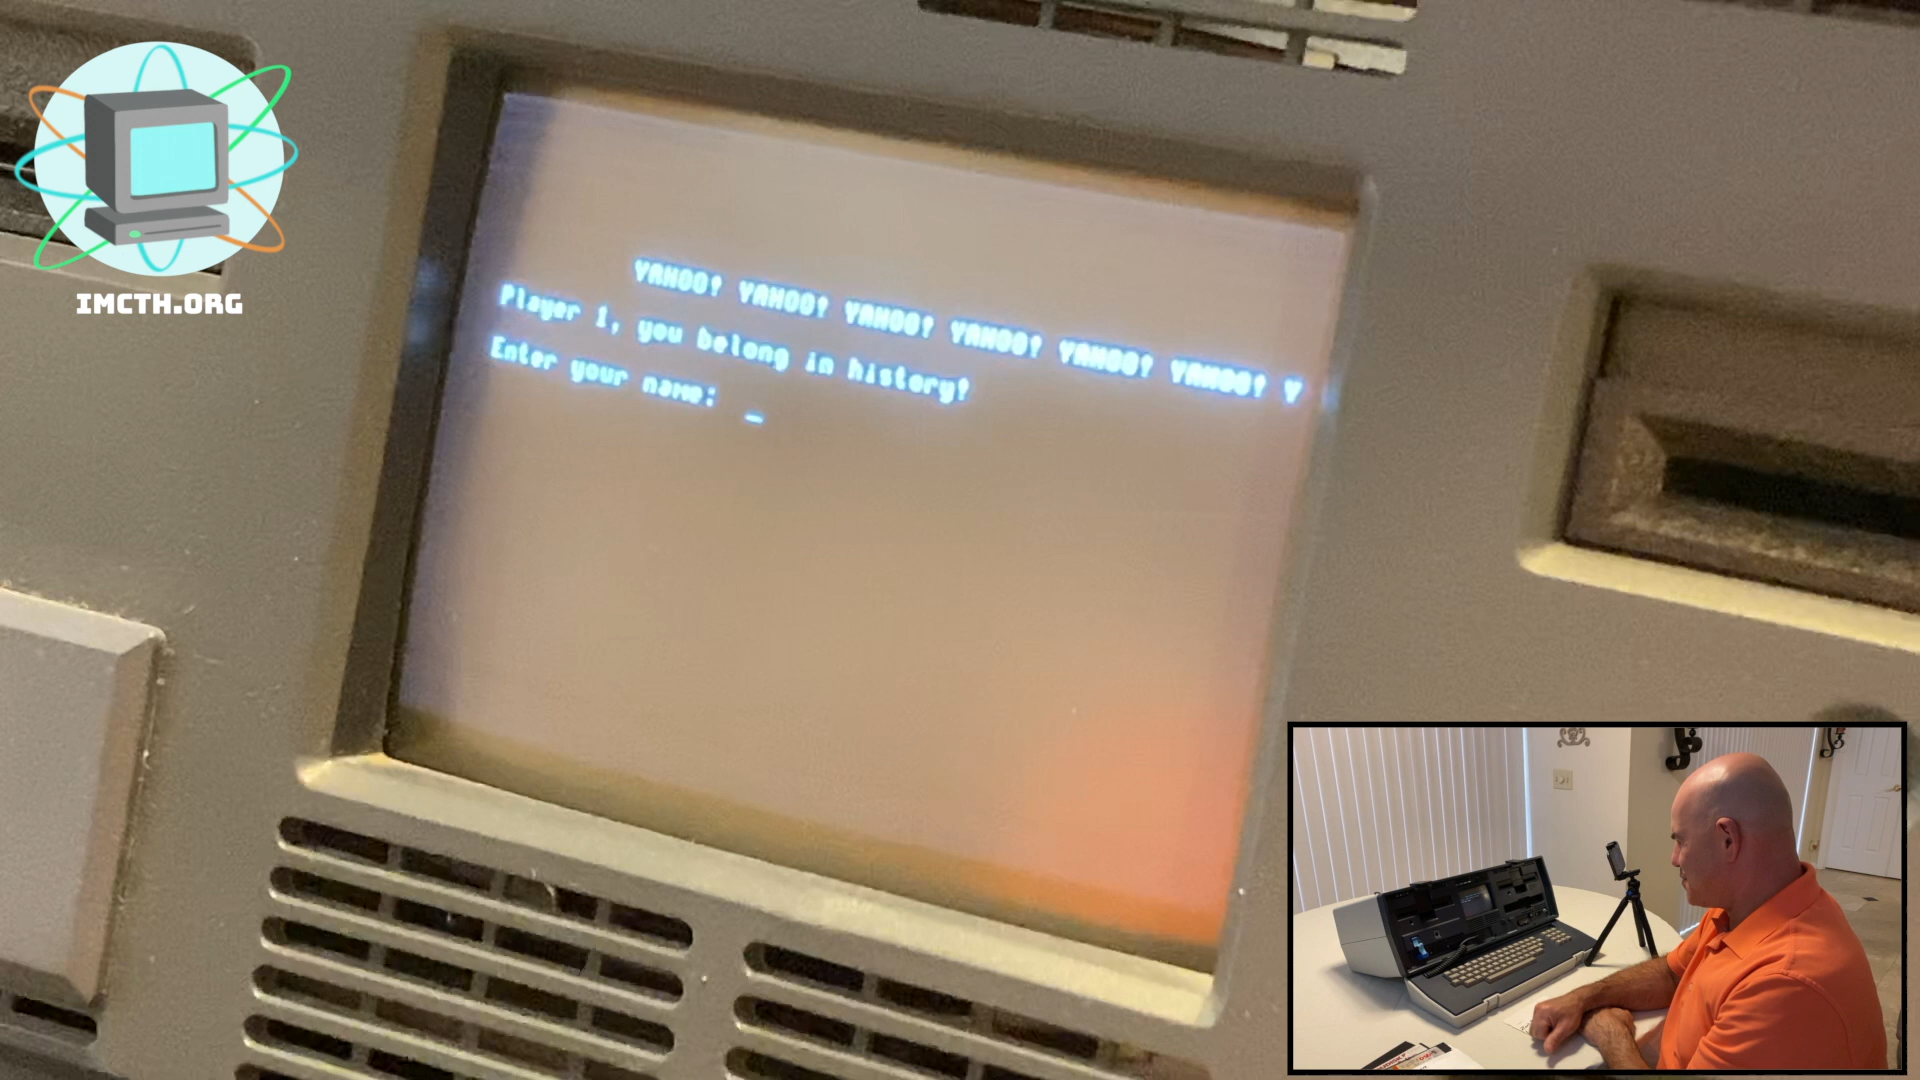 IMCTH.ORG
YAHOO! YAHOO! YAHOO! YAHOO! YAHOO! YAHOO! Y
Player 1, you belong in history!
Enter your name: _